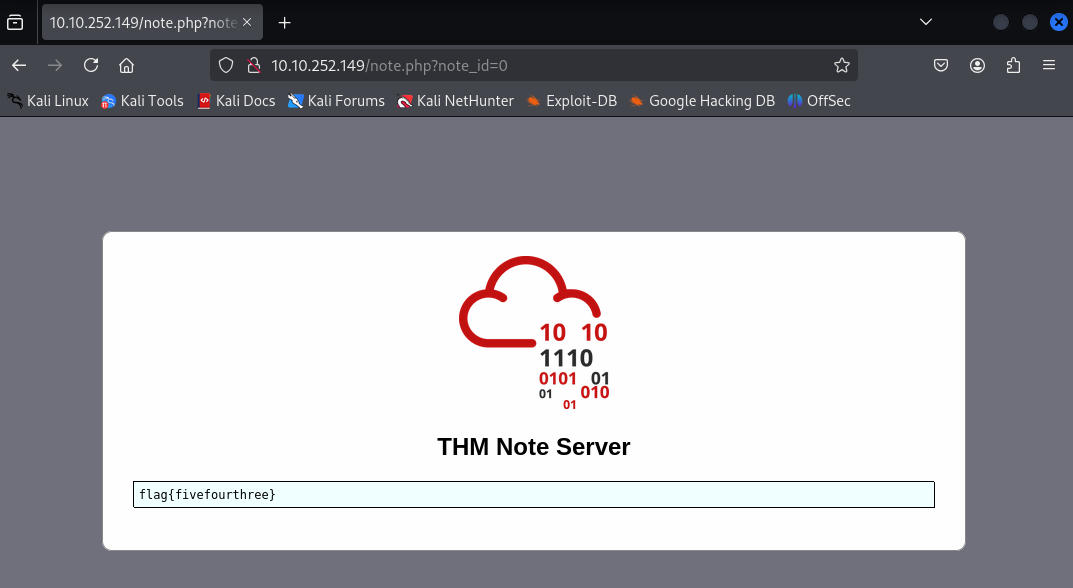 10.10.252.149/note.php?note
10.10.252.149/note.php?note_id=0
Kali Linux Kali Tools Kali Docs Kali Forums Kali NetHunter Exploit-DB Google Hacking DB OffSec
10 10
1110
0101 01
01 010
01
THM Note Server
flag{fivefourthree}